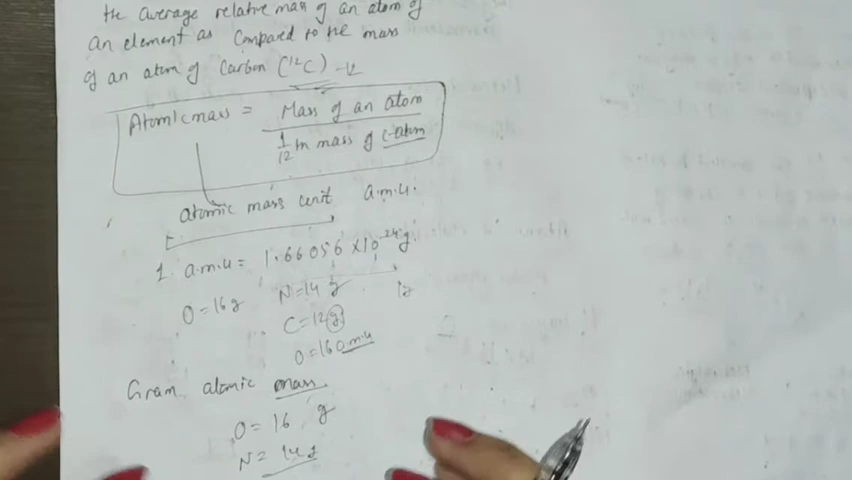 the average relative mass of an atom of
an element as compared to the mass
of an atom of Carbon (¹²C) -
Atomic mass = Mass of an atom
1/12 th mass of C-atom
atomic mass unit a.m.u.
1. a.m.u = 1.66056 x 10⁻²⁴ g.
O = 16 g N = 14 g 1g
C = 12 g
O = 16 a.m.u
Gram atomic mass
O = 16 g
N = 14 g